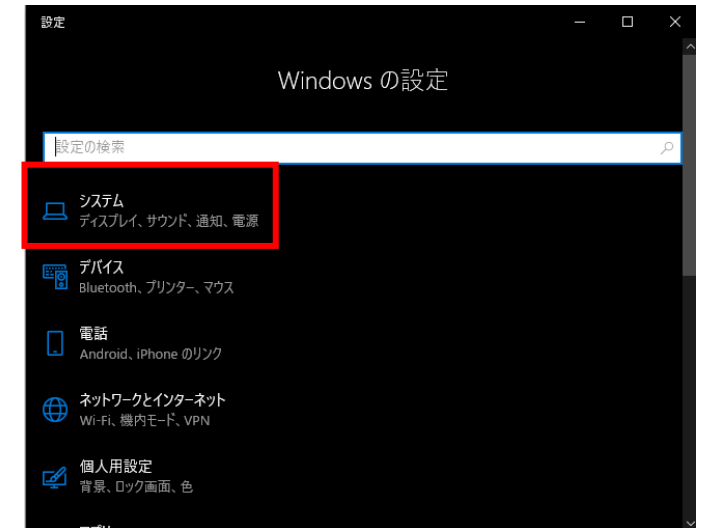 設定
Windows の設定
設定の検索
システム
ディスプレイ、サウンド、通知、電源
デバイス
Bluetooth、プリンター、マウス
電話
Android、iPhone のリンク
ネットワークとインターネット
Wi-Fi、機内モード、VPN
個人用設定
背景、ロック画面、色